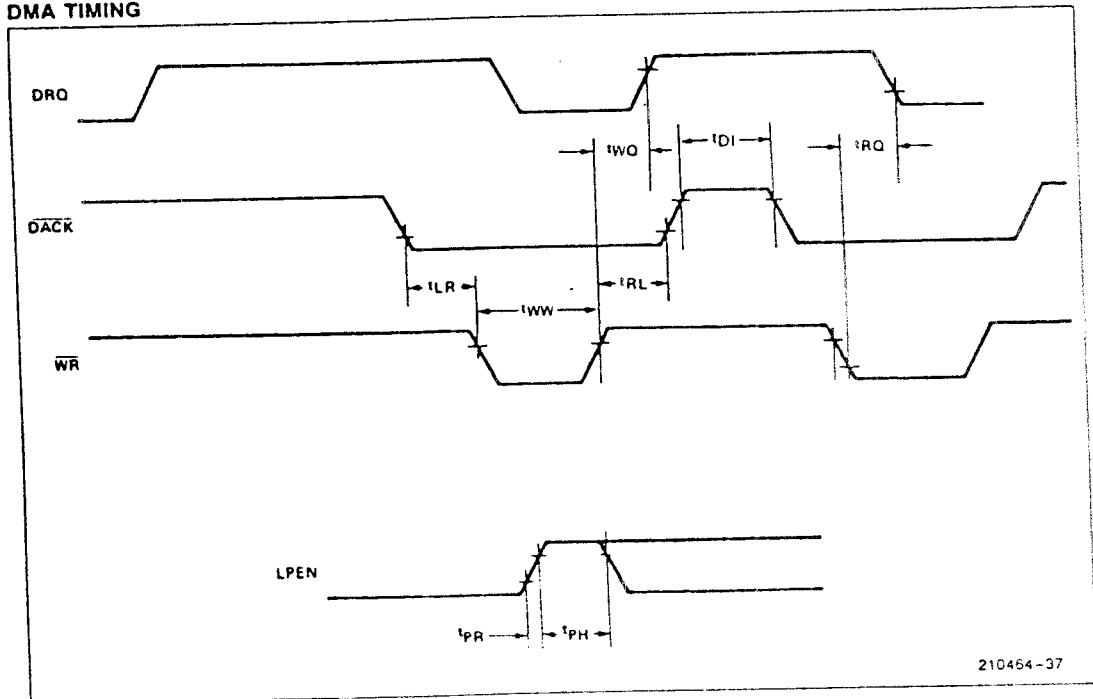 DMA TIMING
DRQ
tWQ
tDI
tRQ
DACK
tLR
tRL
tWW
WR
LPEN
tPR
tPH
210464-37